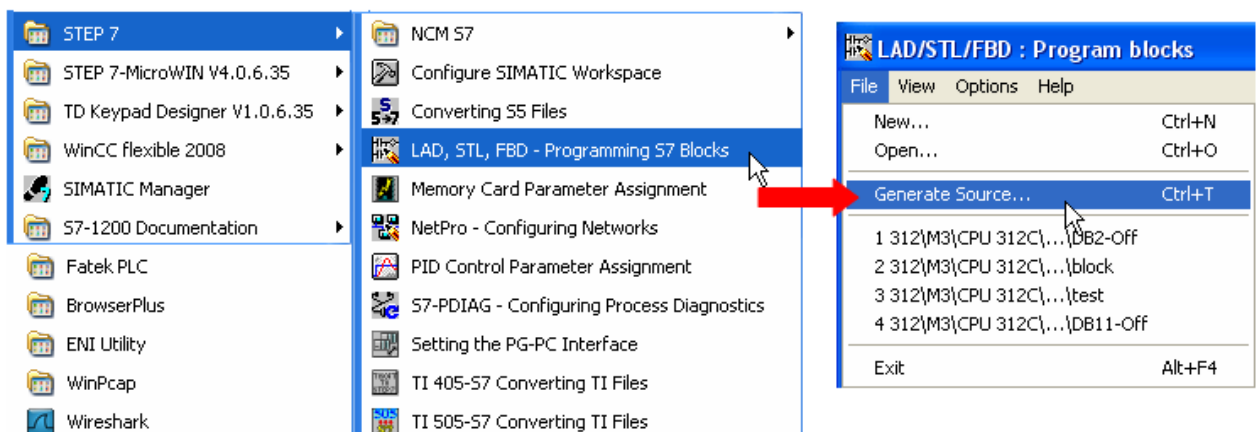 STEP 7
STEP 7-MicroWIN V4.0.6.35
TD Keypad Designer V1.0.6.35
WinCC flexible 2008
SIMATIC Manager
S7-1200 Documentation
Fatek PLC
BrowserPlus
ENI Utility
WinPcap
Wireshark
NCM S7
Configure SIMATIC Workspace
Converting S5 Files
LAD, STL, FBD - Programming S7 Blocks
Memory Card Parameter Assignment
NetPro - Configuring Networks
PID Control Parameter Assignment
S7-PDIAG - Configuring Process Diagnostics
Setting the PG-PC Interface
TI 405-S7 Converting TI Files
TI 505-S7 Converting TI Files
LAD/STL/FBD : Program blocks
File View Options Help
New... Ctrl+N
Open... Ctrl+O
Generate Source... Ctrl+T
1 312\M3\CPU 312C\...\DB2-Off
2 312\M3\CPU 312C\...\block
3 312\M3\CPU 312C\...\test
4 312\M3\CPU 312C\...\DB11-Off
Exit Alt+F4